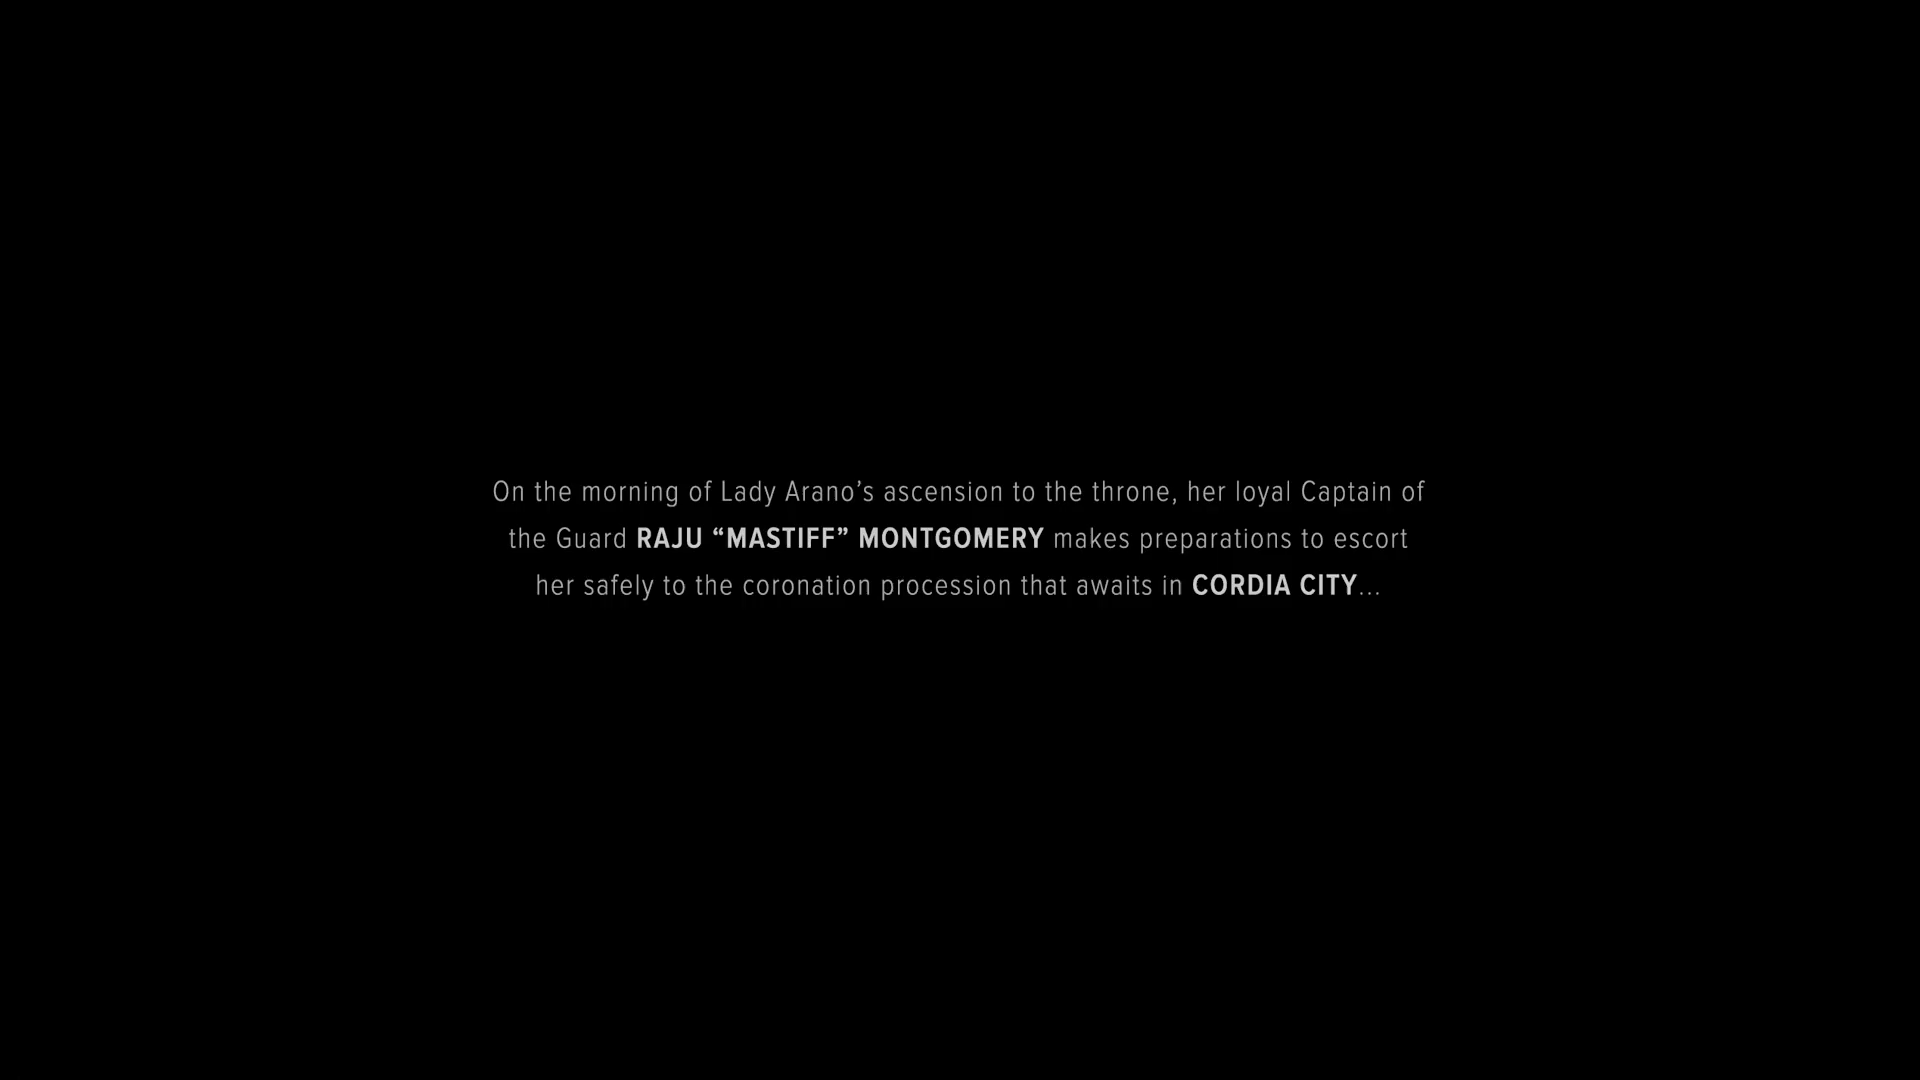 On the morning of Lady Arano’s ascension to the throne, her loyal Captain of
the Guard RAJU “MASTIFF” MONTGOMERY makes preparations to escort
her safely to the coronation procession that awaits in CORDIA CITY...